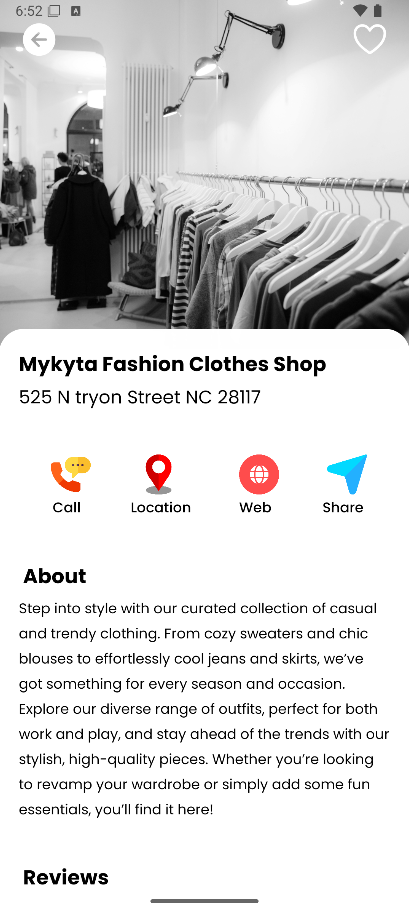 6:52 A
Mykyta Fashion Clothes Shop
525 N tryon Street NC 28117
Call Location Web Share
About
Step into style with our curated collection of casual
and trendy clothing. From cozy sweaters and chic
blouses to effortlessly cool jeans and skirts, we’ve
got something for every season and occasion.
Explore our diverse range of outfits, perfect for both
work and play, and stay ahead of the trends with our
stylish, high-quality pieces. Whether you’re looking
to revamp your wardrobe or simply add some fun
essentials, you’ll find it here!
Reviews